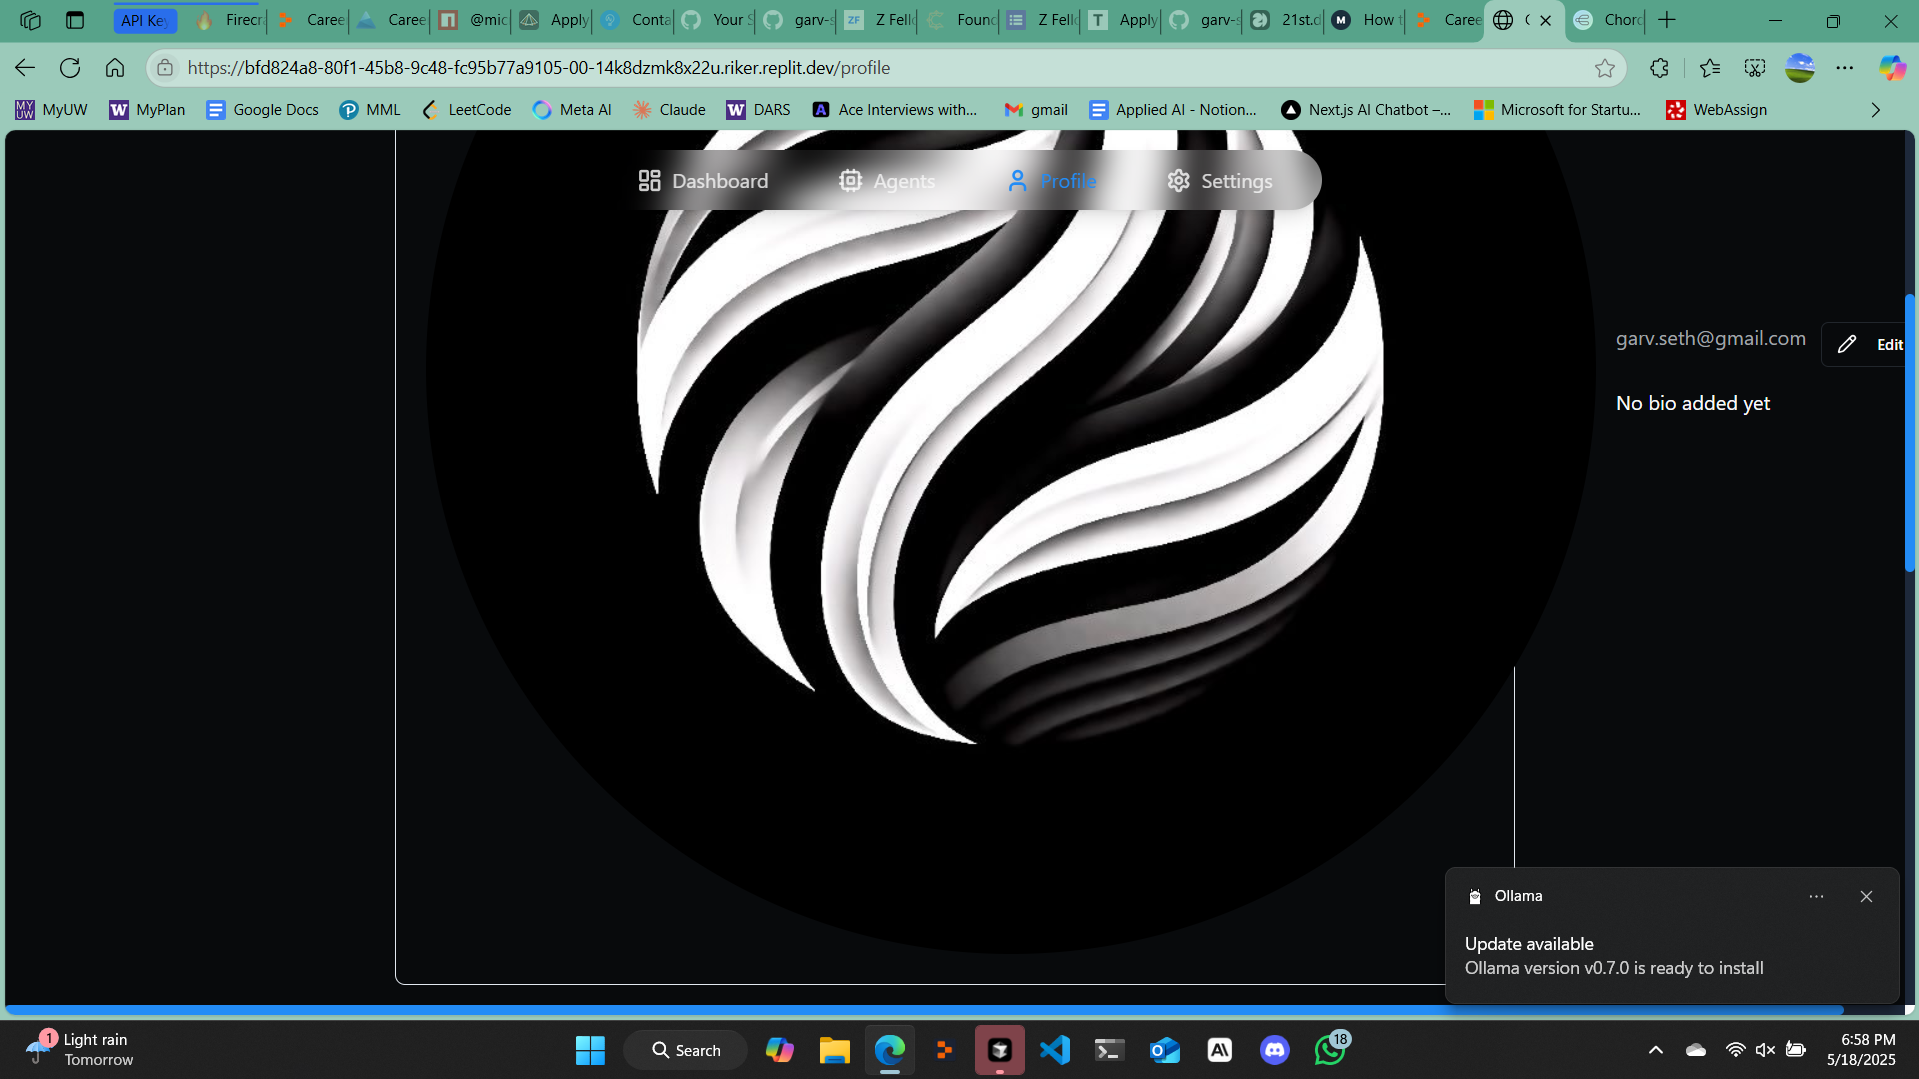 API Key
Firecra
Caree
Caree
@mic
Apply
Conta
Your S
garv-s
Z Fello
Found
Z Fello
Apply
garv-s
21st.d
How t
Caree
Chord
https://bfd824a8-80f1-45b8-9c48-fc95b77a9105-00-14k8dzmk8x22u.riker.replit.dev/profile
MyUW
MyPlan
Google Docs
MML
LeetCode
Meta AI
Claude
DARS
Ace Interviews with...
gmail
Applied AI - Notion...
Next.js AI Chatbot –...
Microsoft for Startu...
WebAssign
Dashboard
Agents
Profile
Settings
garv.seth@gmail.com
Edit
No bio added yet
Ollama
Update available
Ollama version v0.7.0 is ready to install
1
Light rain
Tomorrow
Search
18
6:58 PM
5/18/2025